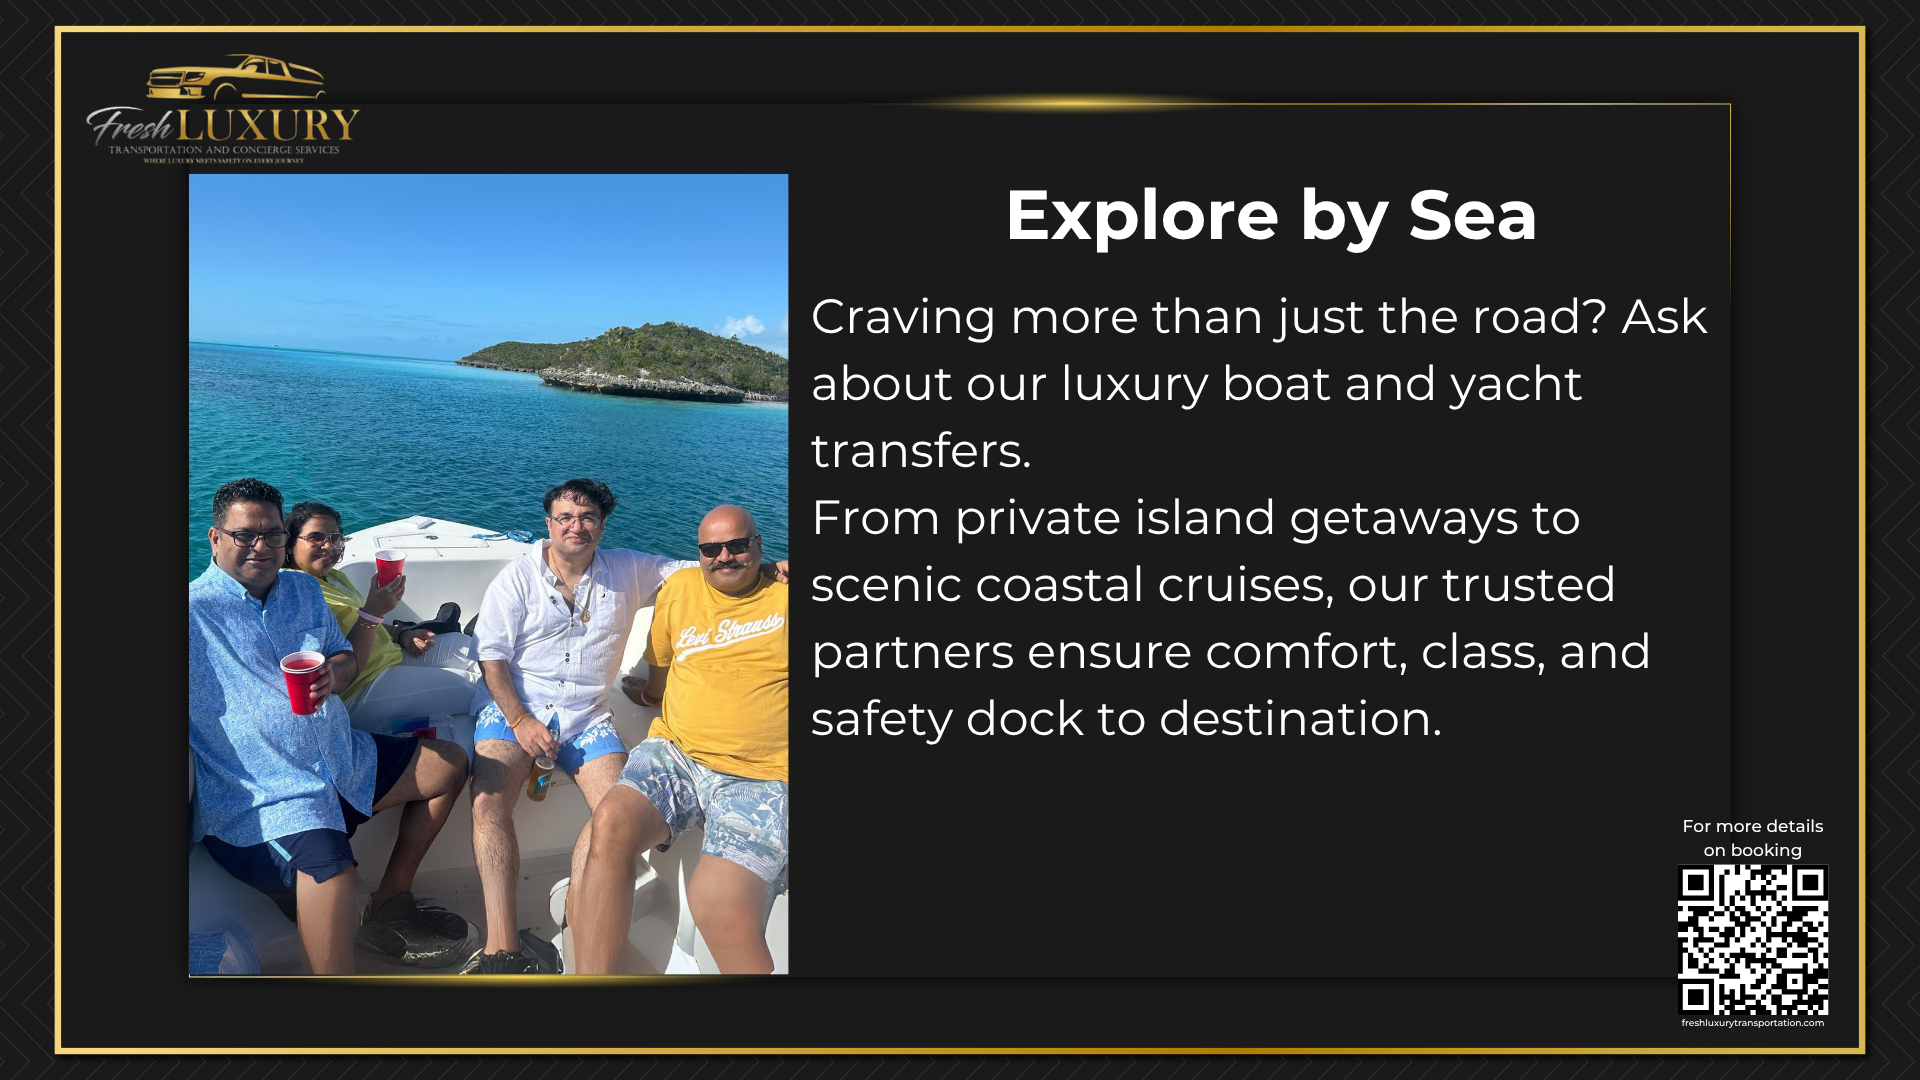 Fresh LUXURY
TRANSPORTATION AND CONCIERGE SERVICES
WHERE LUXURY MEETS SAFETY ON EVERY JOURNEY
Explore by Sea
Craving more than just the road? Ask
about our luxury boat and yacht
transfers.
From private island getaways to
scenic coastal cruises, our trusted
partners ensure comfort, class, and
safety dock to destination.
Levi Strauss
For more details
on booking
freshluxurytransportation.com